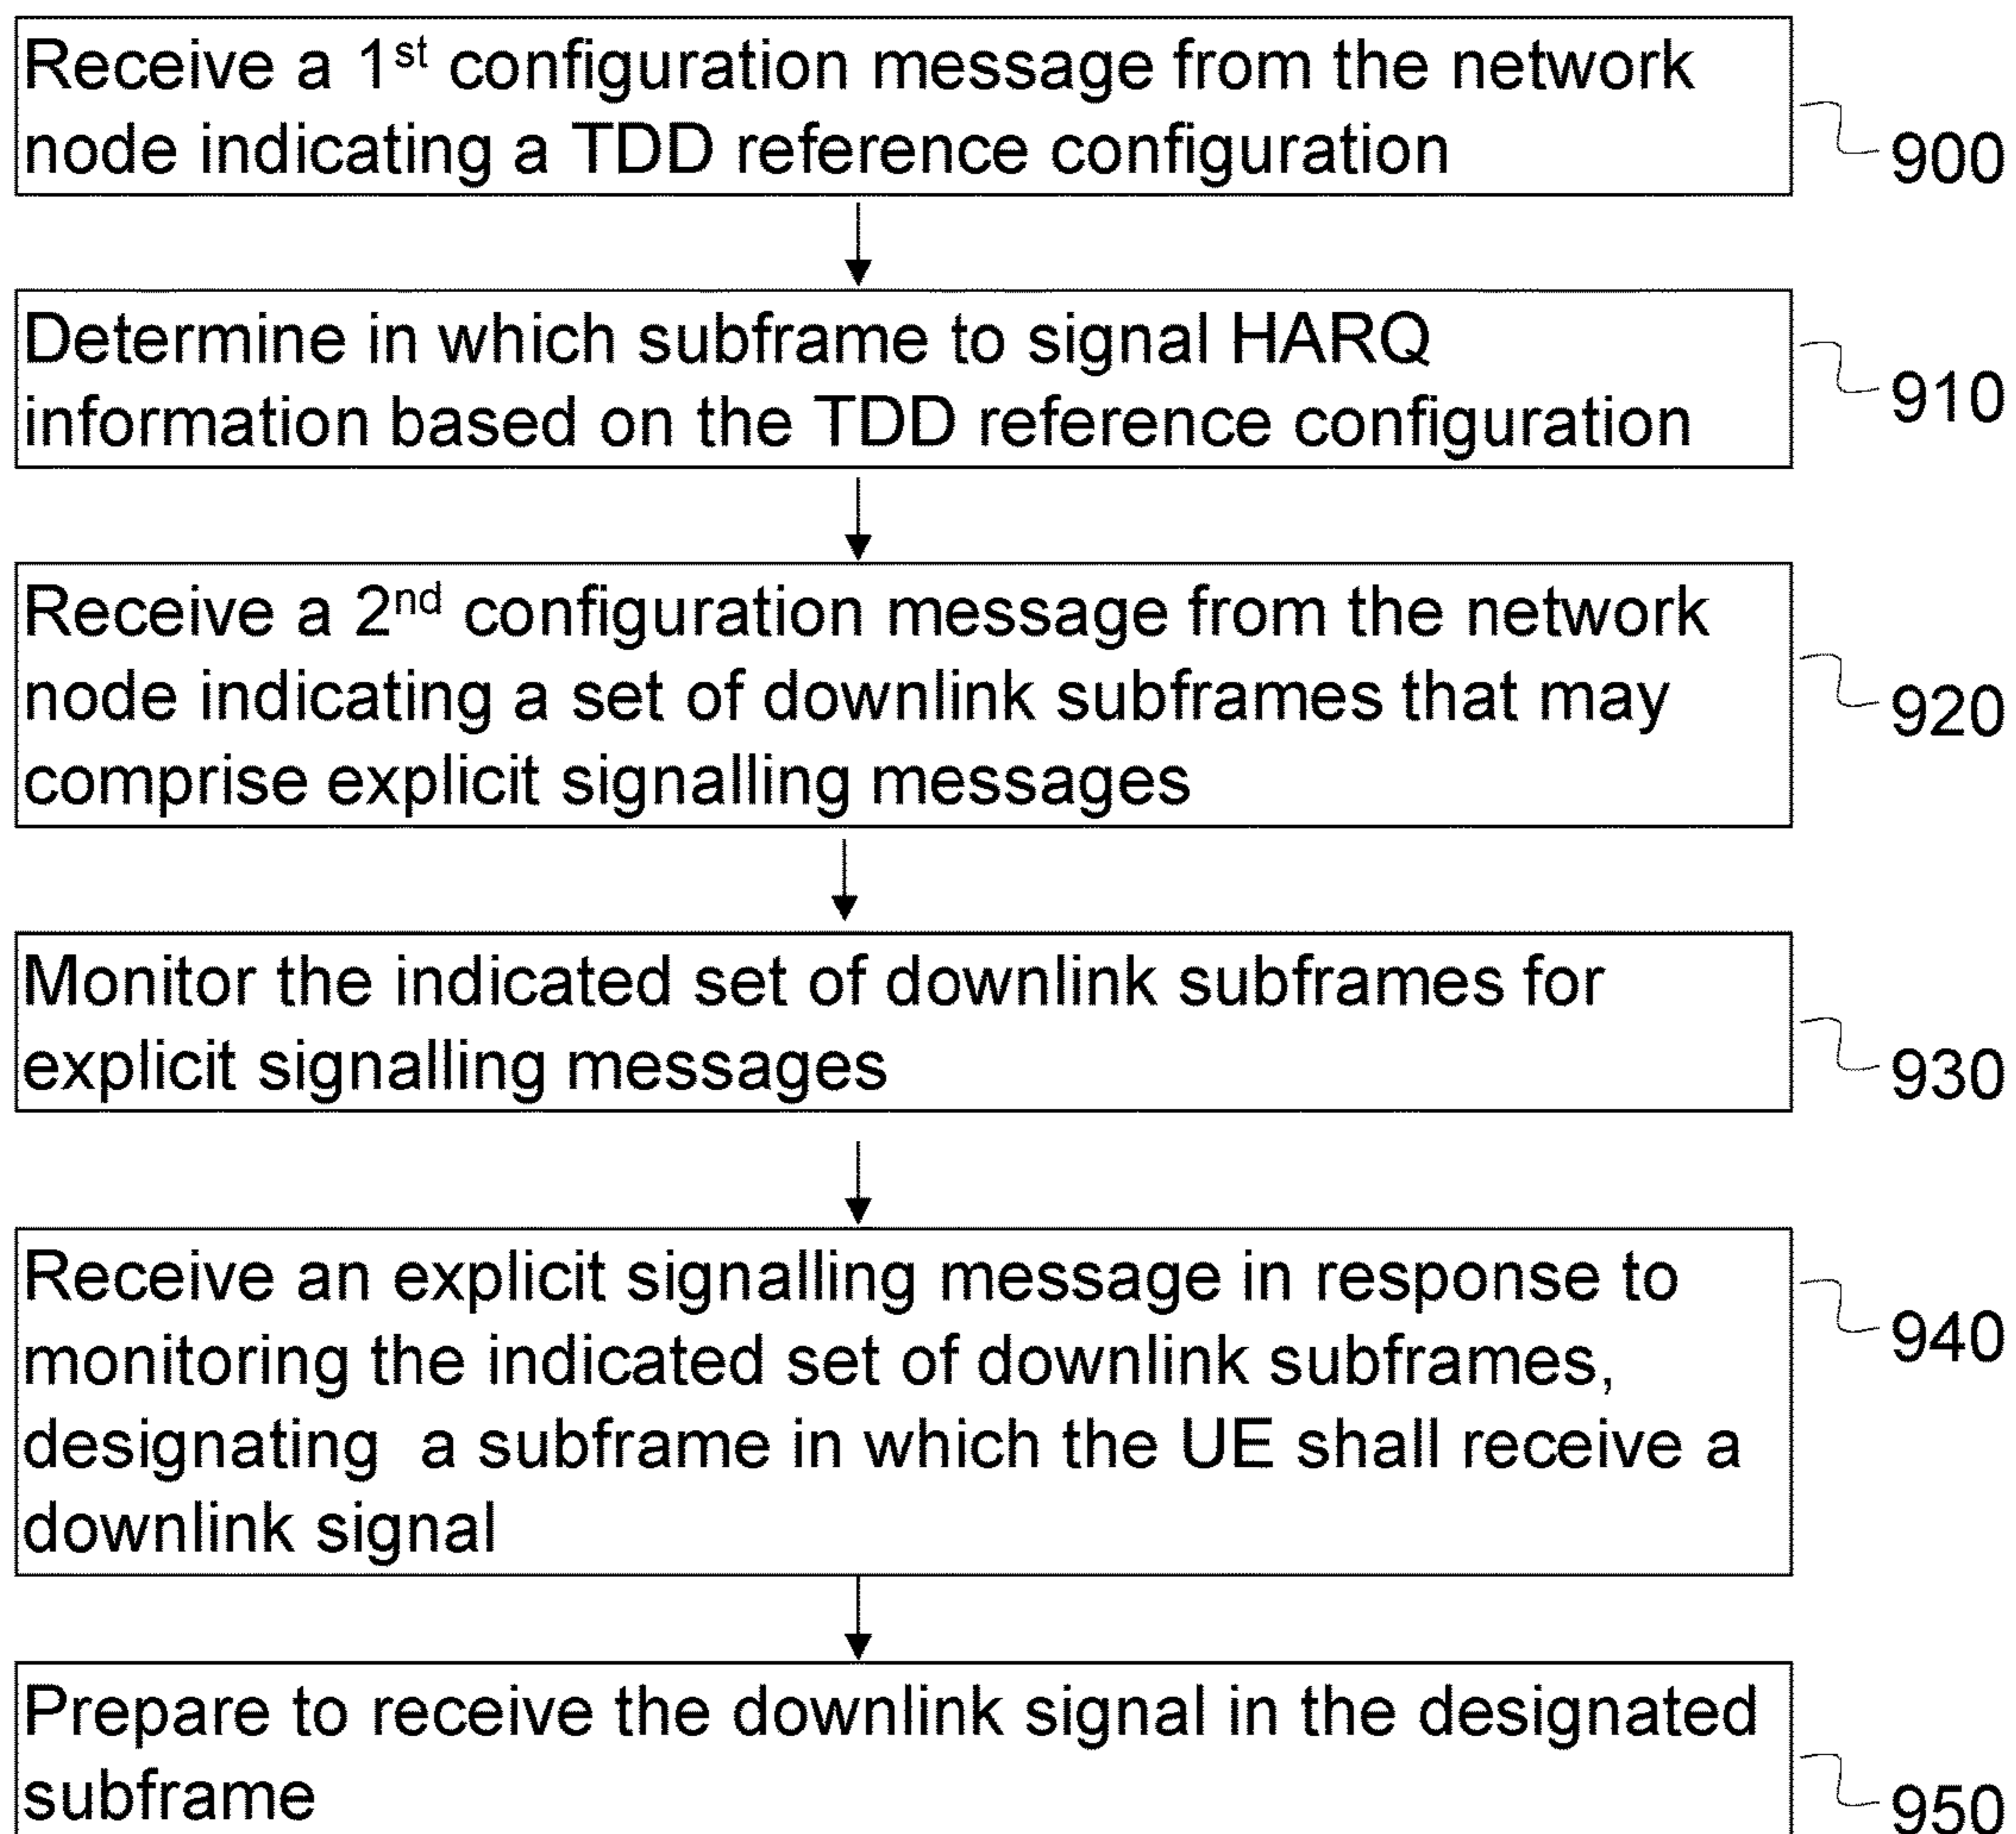 Receive a 1st configuration message from the network
node indicating a TDD reference configuration
900
Determine in which subframe to signal HARQ
information based on the TDD reference configuration
910
Receive a 2nd configuration message from the network
node indicating a set of downlink subframes that may
comprise explicit signalling messages
920
Monitor the indicated set of downlink subframes for
explicit signalling messages
930
Receive an explicit signalling message in response to
monitoring the indicated set of downlink subframes,
designating a subframe in which the UE shall receive a
downlink signal
940
Prepare to receive the downlink signal in the designated
subframe
950